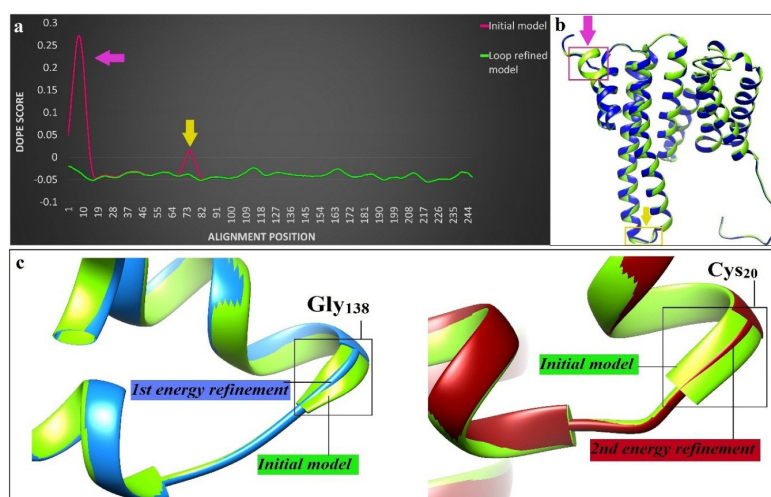 a
0.3
0.25
0.2
0.15
0.1
0.05
0
-0.05
-0.1
DOPE SCORE
1 10 19 28 37 46 55 64 73 82 91 100 109 118 127 136 145 154 163 172 181 190 199 208 217 226 235 244
ALIGNMENT POSITION
Initial model
Loop refined
model
b
c
Gly138
1st energy refinement
Initial model
Cys20
Initial model
2nd energy refinement